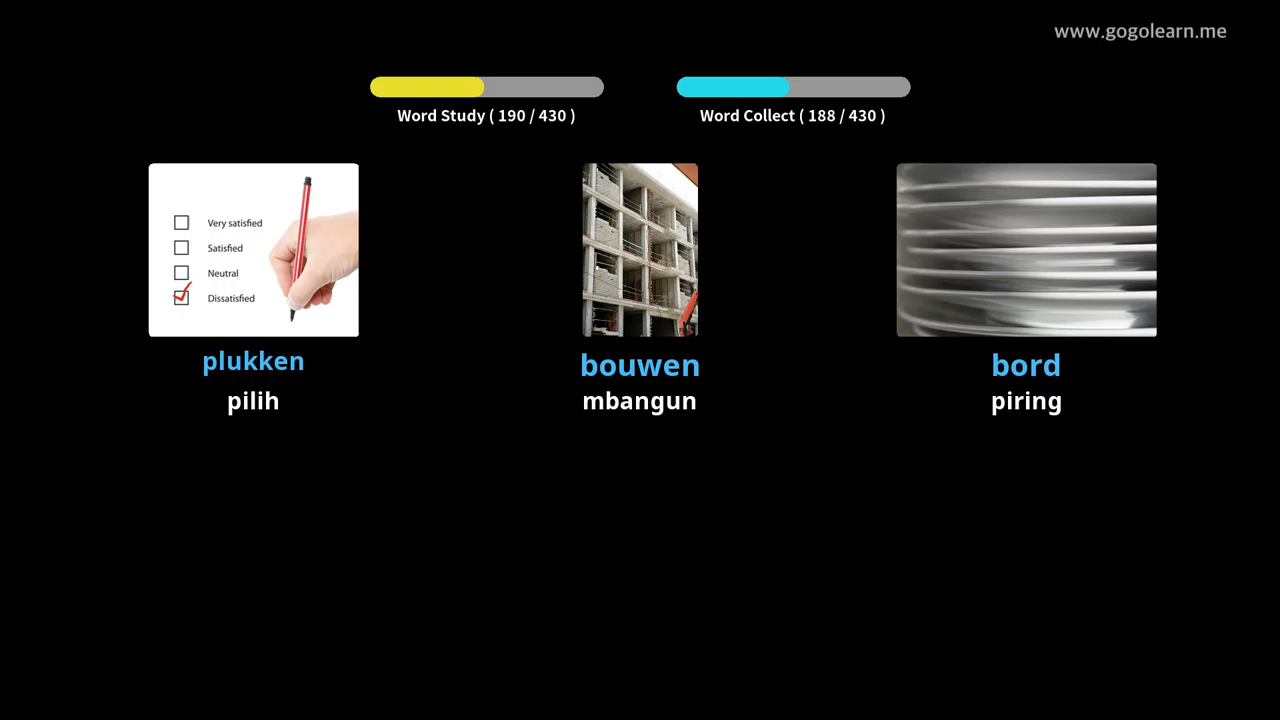 www.gogolearn.me
Word Study ( 190 / 430 )
Word Collect ( 188 / 430 )
Very satisfied
Satisfied
Neutral
Dissatisfied
plukken
bouwen
bord
pilih
mbangun
piring